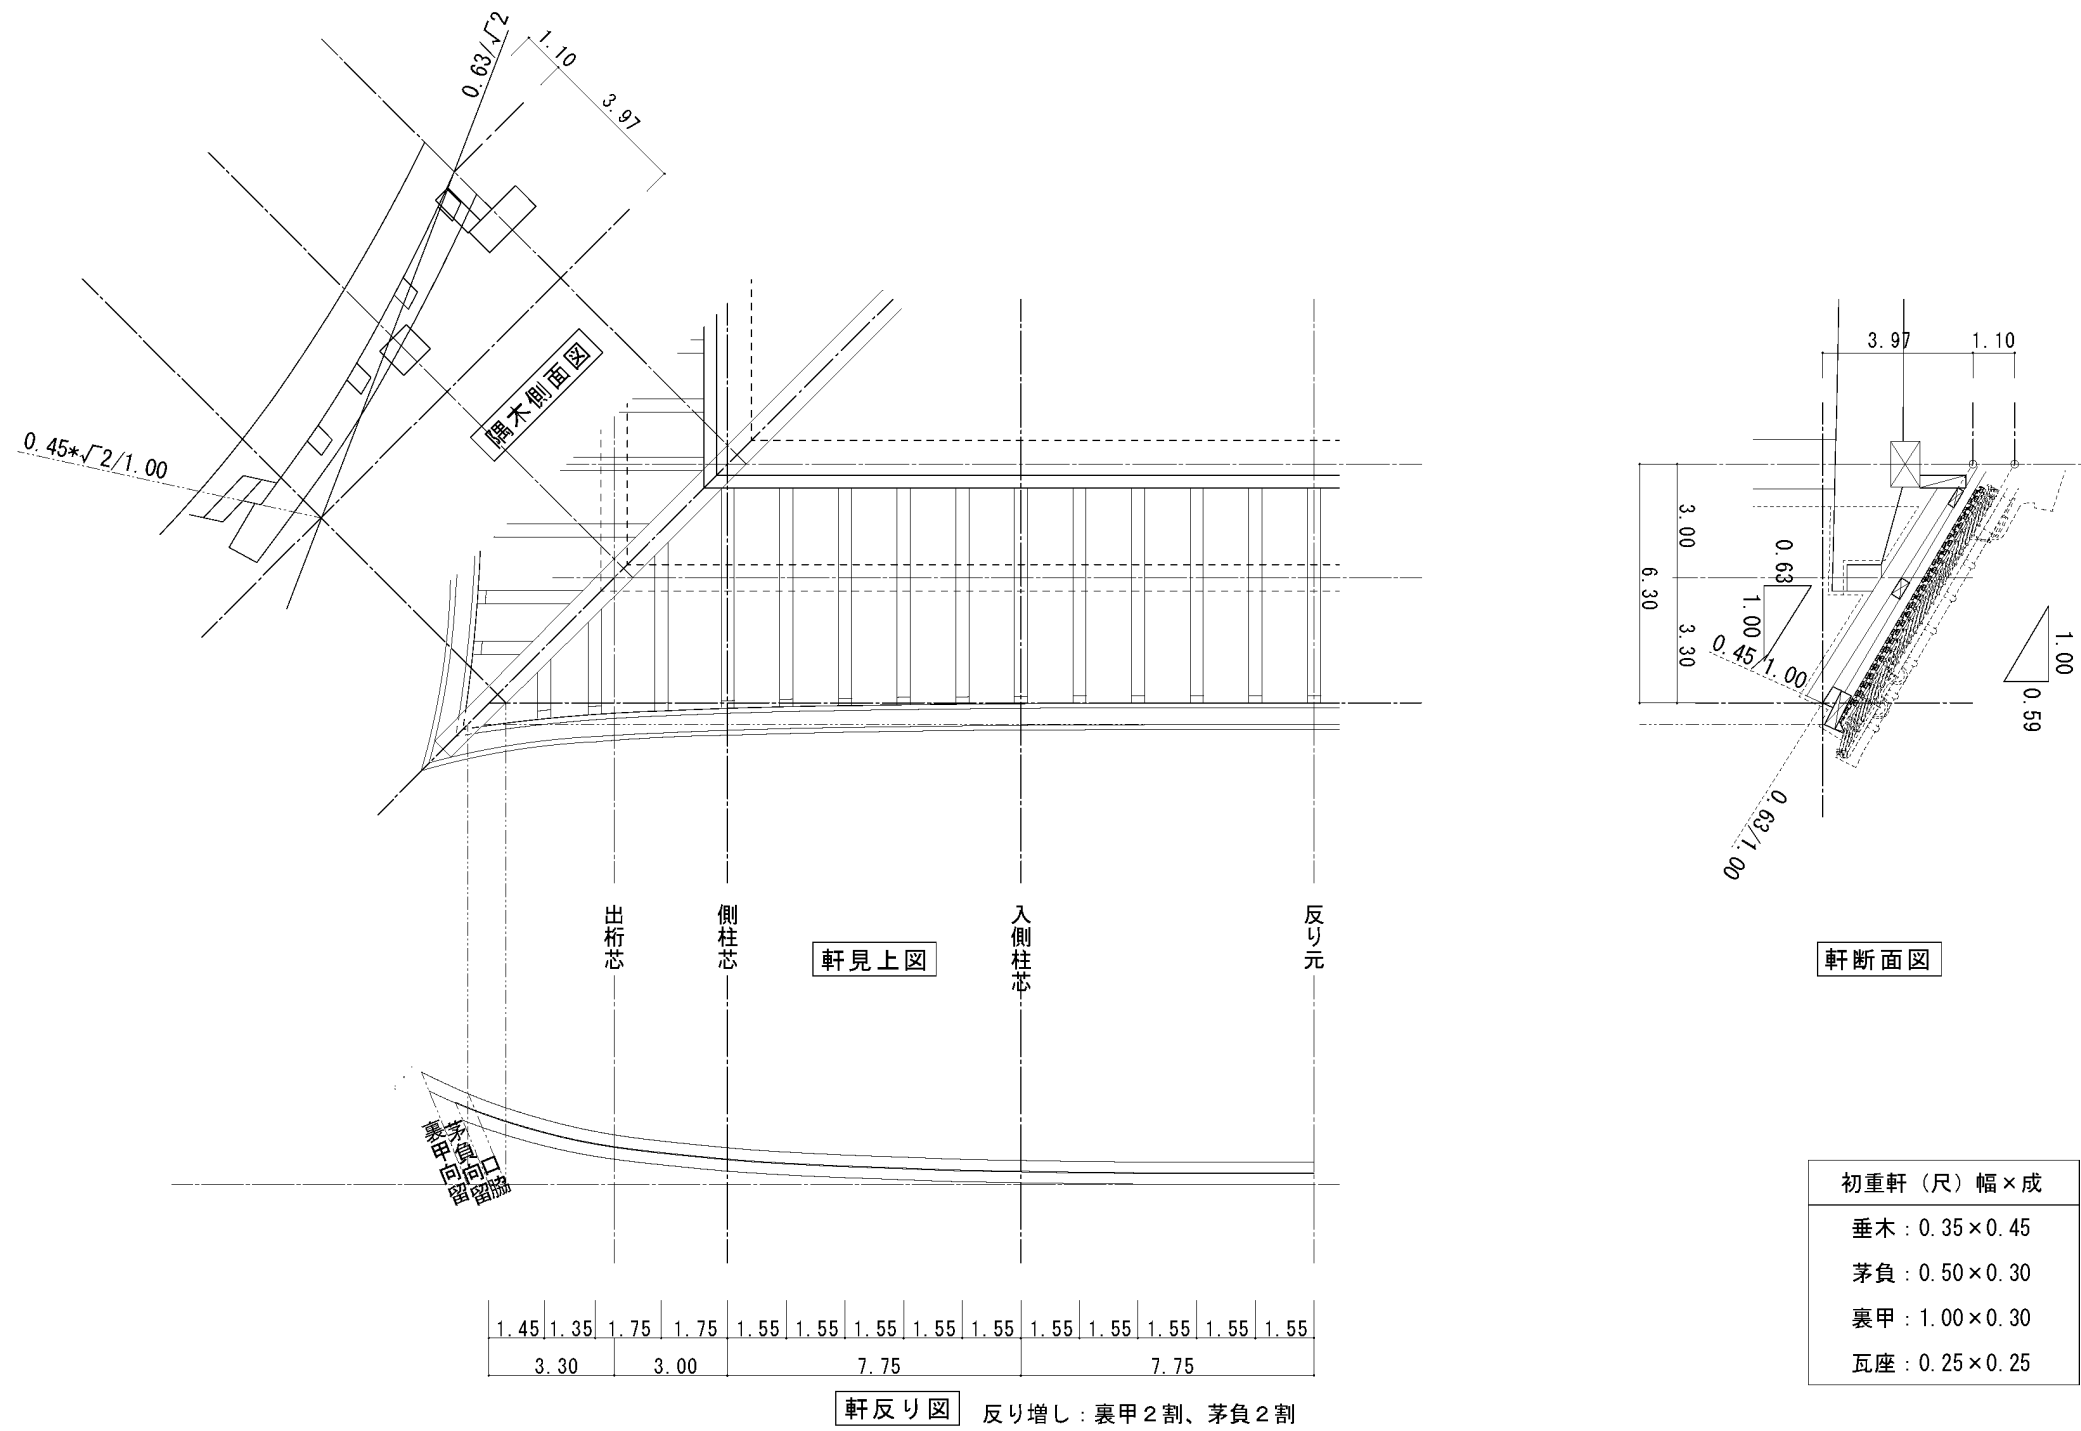 0.63/√2
1.10
3.97
隅木側面図
0.45*√2/1.00
3.97
1.10
3.00
6.30
3.30
0.63
1.00
0.45/1.00
1.00
0.59
0.63/1.00
出桁芯
側柱芯
入側柱芯
反り元
軒見上図
軒断面図
裏甲向留
茅負向留
口脇
1.45
1.35
1.75
1.75
1.55
1.55
1.55
1.55
1.55
1.55
1.55
1.55
1.55
1.55
3.30
3.00
7.75
7.75
軒反り図
反り増し：裏甲２割、茅負２割
初重軒（尺）幅×成
垂木：0.35×0.45
茅負：0.50×0.30
裏甲：1.00×0.30
瓦座：0.25×0.25